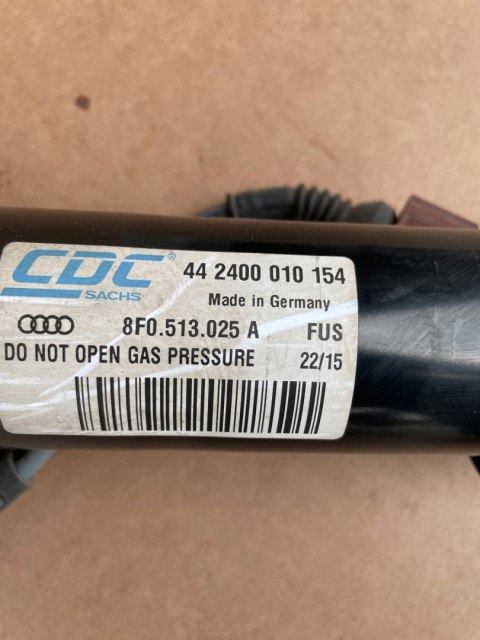 CDC® 44 2400 010 154
SACHS Made in Germany
8F0.513.025 A FUS
DO NOT OPEN GAS PRESSURE 22/15